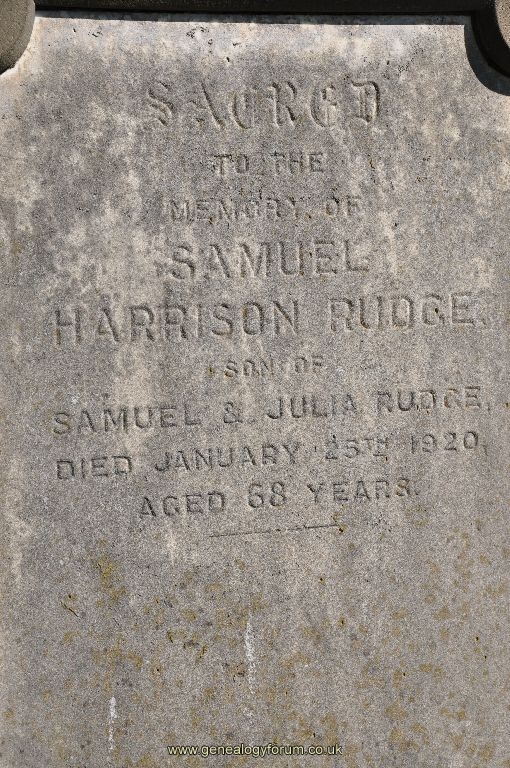 SACRED
TO THE
MEMORY OF
SAMUEL
HARRISON RUDGE,
SON OF
SAMUEL & JULIA RUDGE,
DIED JANUARY 25TH 1920,
AGED 68 YEARS.
www.genealogyforum.co.uk